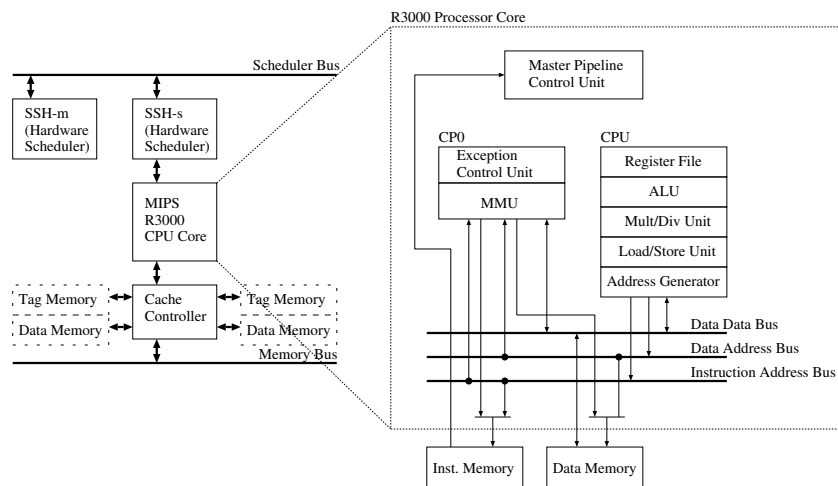 R3000 Processor Core
Scheduler Bus
SSH-m
(Hardware
Scheduler)
SSH-s
(Hardware
Scheduler)
MIPS
R3000
CPU Core
Tag Memory
Data Memory
Cache
Controller
Tag Memory
Data Memory
Memory Bus
Master Pipeline
Control Unit
CP0
Exception
Control Unit
MMU
CPU
Register File
ALU
Mult/Div Unit
Load/Store Unit
Address Generator
Data Data Bus
Data Address Bus
Instruction Address Bus
Inst. Memory
Data Memory